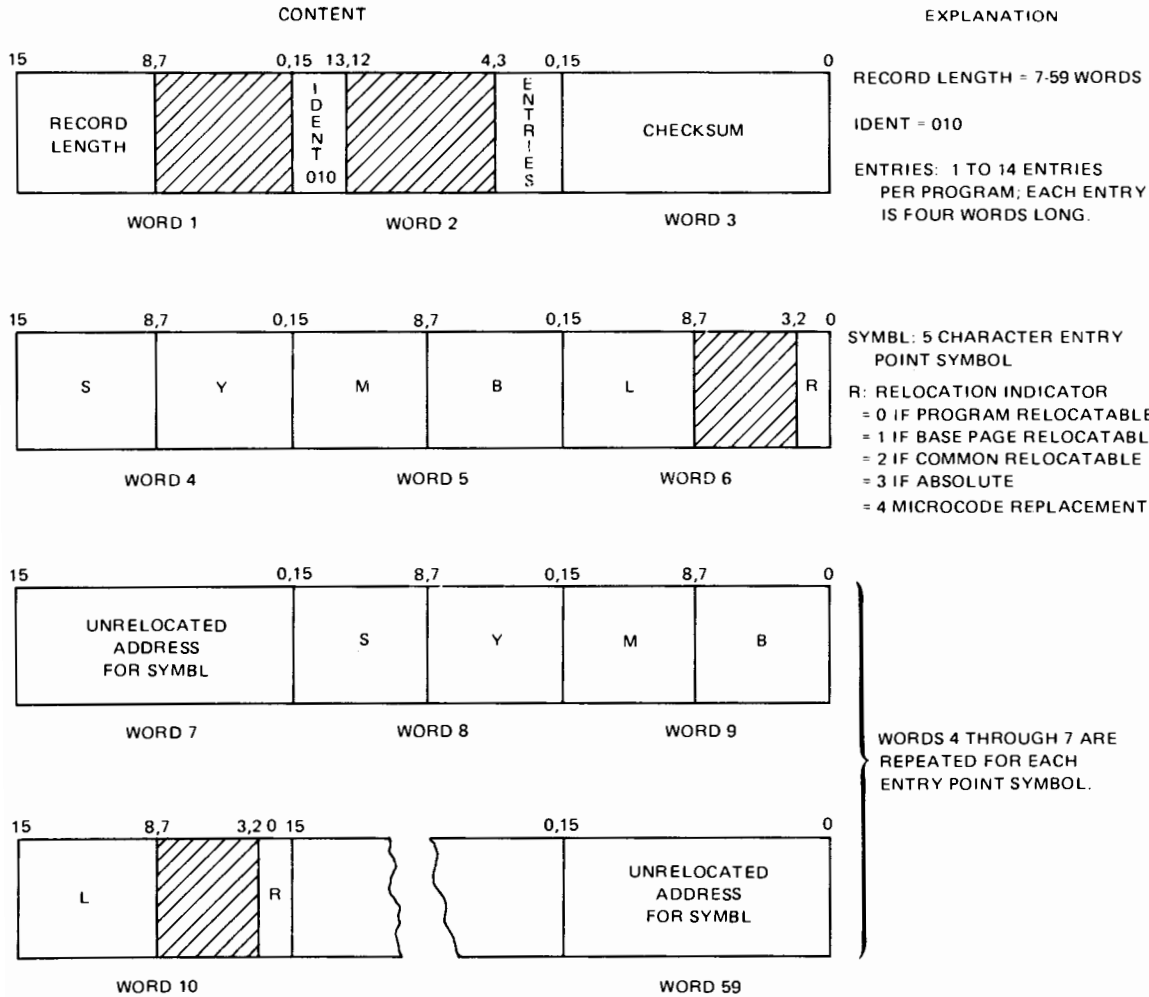 CONTENT
EXPLANATION
15 8,7 0,15 13,12 4,3 0,15 0
RECORD LENGTH
IDENT 010
ENTRIES
CHECKSUM
WORD 1 WORD 2 WORD 3
RECORD LENGTH = 7-59 WORDS
IDENT = 010
ENTRIES: 1 TO 14 ENTRIES
PER PROGRAM; EACH ENTRY
IS FOUR WORDS LONG.
15 8,7 0,15 8,7 0,15 8,7 3,2 0
S Y M B L R
WORD 4 WORD 5 WORD 6
SYMBL: 5 CHARACTER ENTRY
POINT SYMBOL
R: RELOCATION INDICATOR
= 0 IF PROGRAM RELOCATABLE
= 1 IF BASE PAGE RELOCATABL
= 2 IF COMMON RELOCATABLE
= 3 IF ABSOLUTE
= 4 MICROCODE REPLACEMENT
15 0,15 8,7 0,15 8,7 0
UNRELOCATED
ADDRESS
FOR SYMBL
S Y M B
WORD 7 WORD 8 WORD 9
WORDS 4 THROUGH 7 ARE
REPEATED FOR EACH
ENTRY POINT SYMBOL.
15 8,7 3,2 0 15 0,15 0
L R
UNRELOCATED
ADDRESS
FOR SYMBL
WORD 10 WORD 59